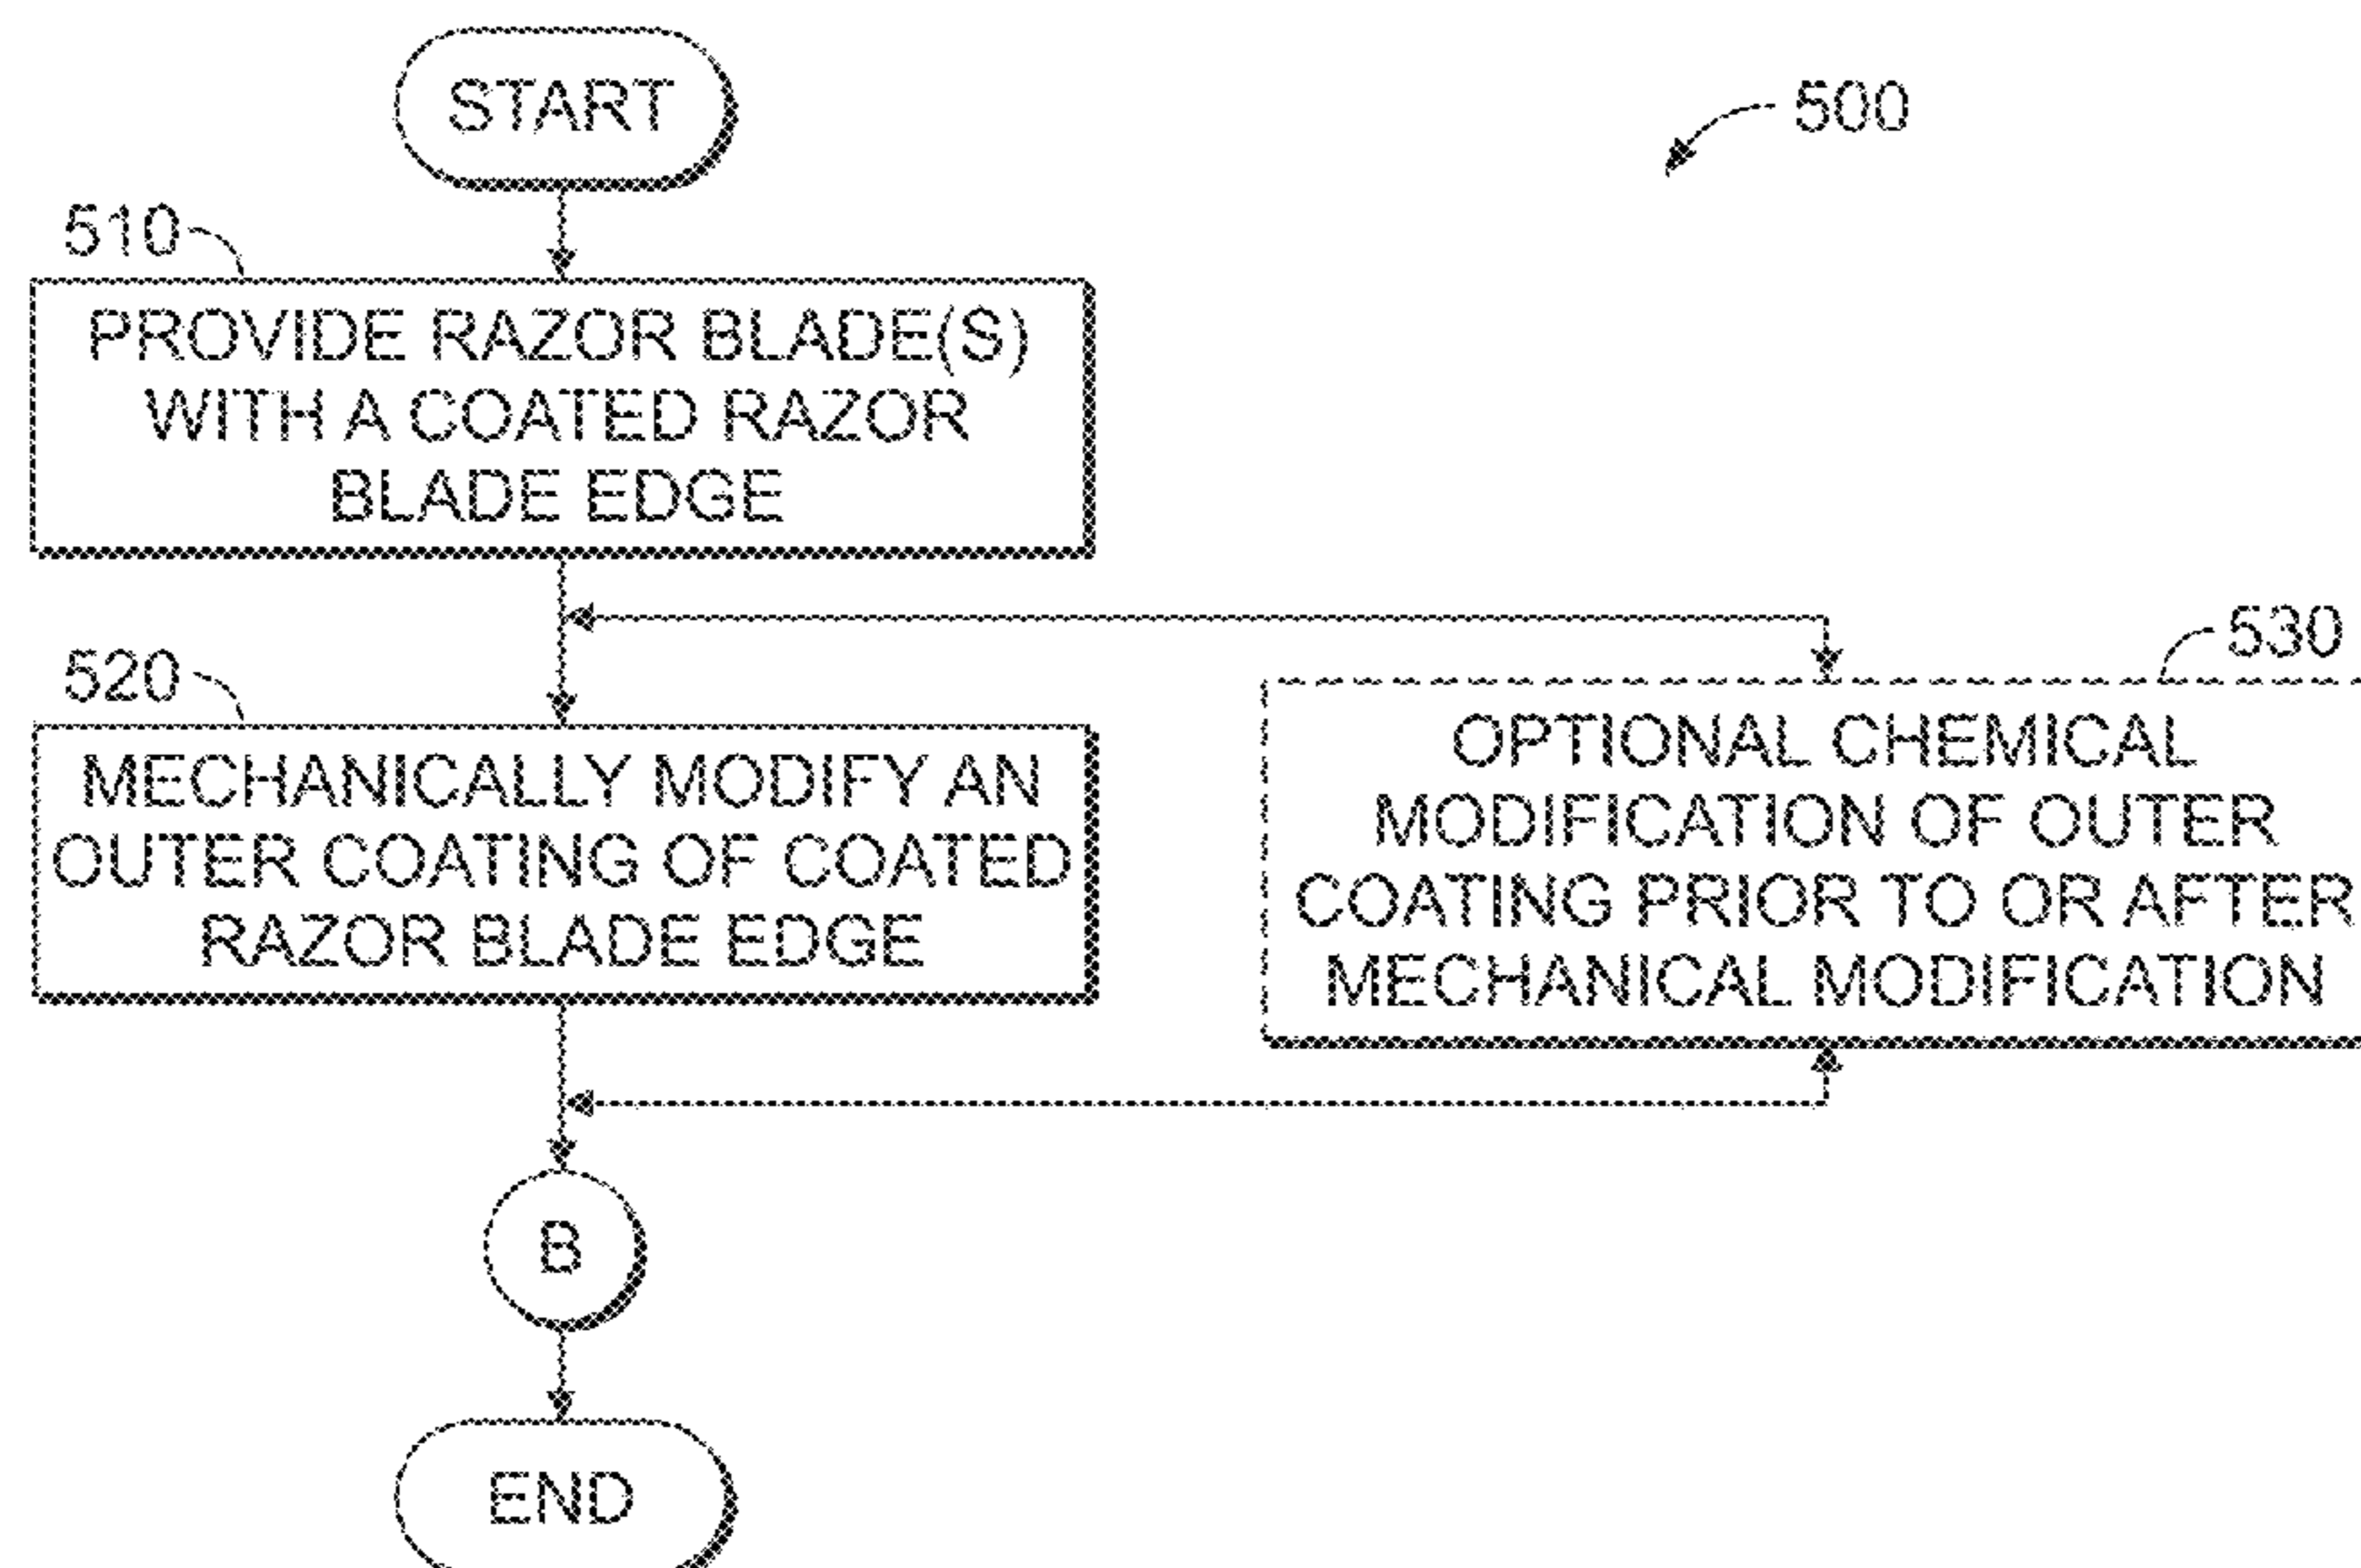 START
500
510
PROVIDE RAZOR BLADE(S)
WITH A COATED RAZOR
BLADE EDGE
520
MECHANICALLY MODIFY AN
OUTER COATING OF COATED
RAZOR BLADE EDGE
530
OPTIONAL CHEMICAL
MODIFICATION OF OUTER
COATING PRIOR TO OR AFTER
MECHANICAL MODIFICATION
B
END